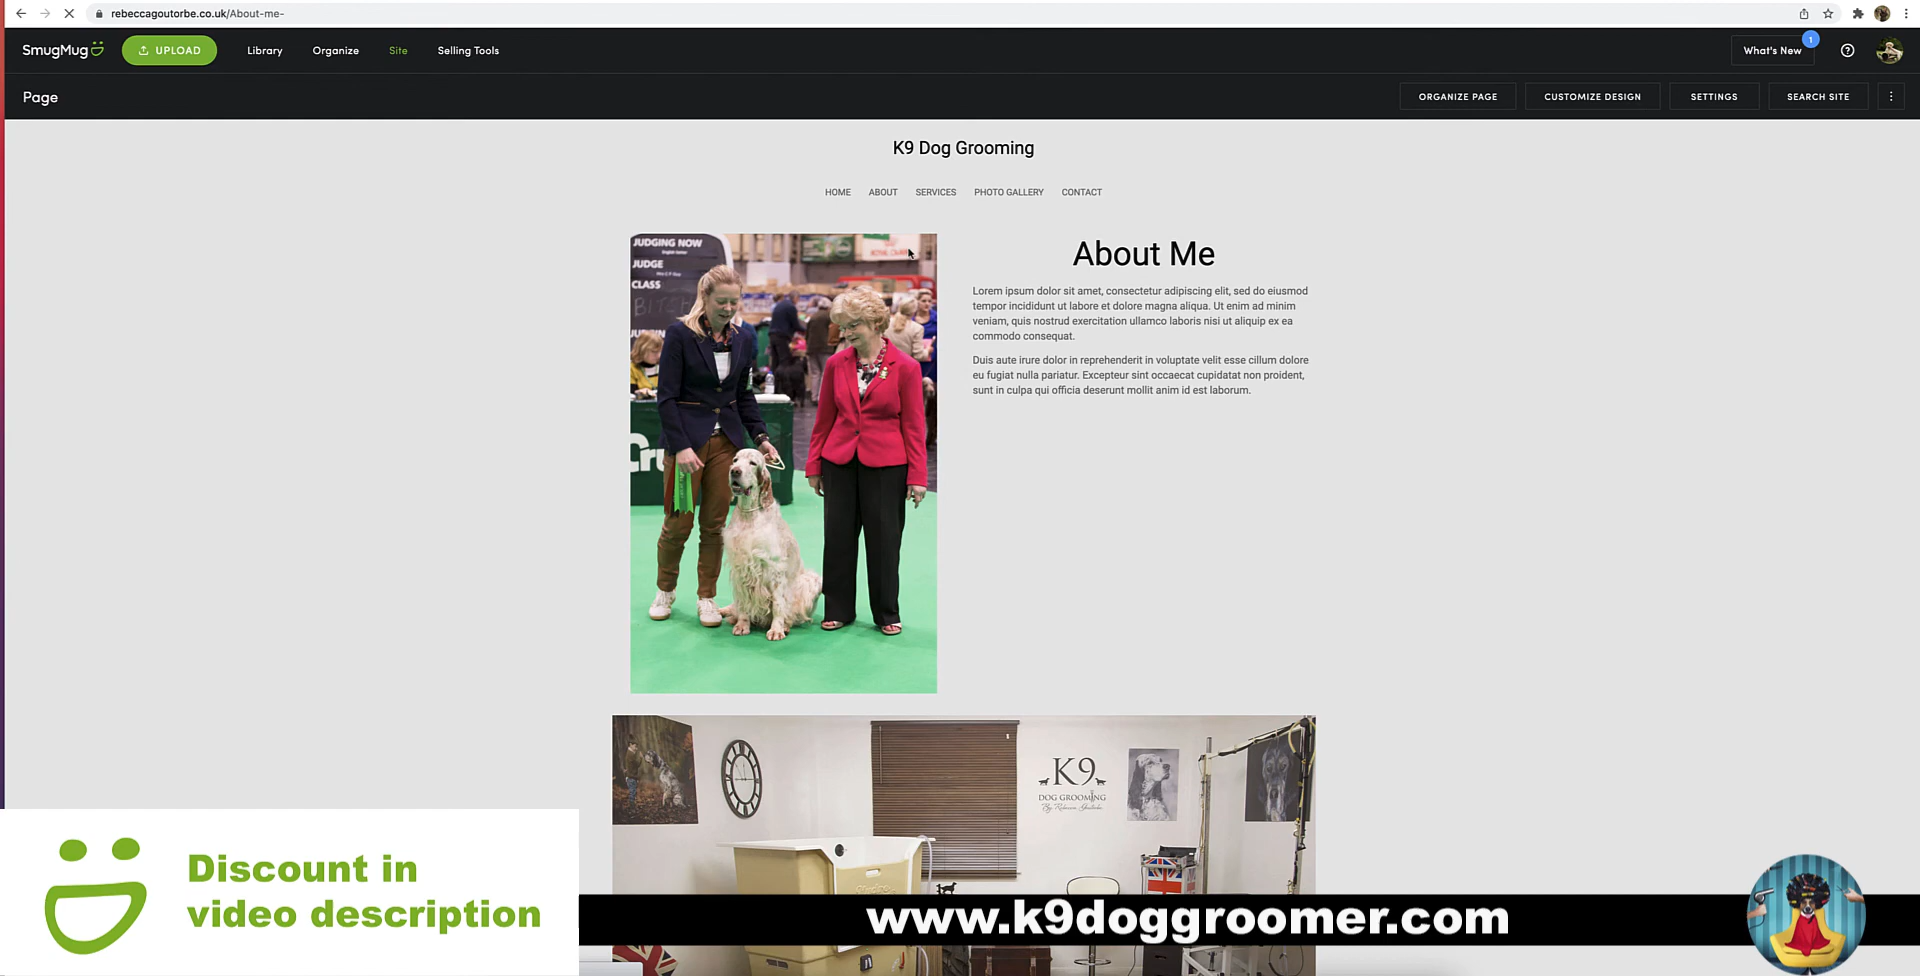 rebeccagoutorbe.co.uk/About-me-
SmugMug
UPLOAD
Library
Organize
Site
Selling Tools
What's New
1
Page
ORGANIZE PAGE
CUSTOMIZE DESIGN
SETTINGS
SEARCH SITE
K9 Dog Grooming
HOME
ABOUT
SERVICES
PHOTO GALLERY
CONTACT
JUDGING NOW
JUDGE
CLASS
BITCH
About Me
Lorem ipsum dolor sit amet, consectetur adipiscing elit, sed do eiusmod
tempor incididunt ut labore et dolore magna aliqua. Ut enim ad minim
veniam, quis nostrud exercitation ullamco laboris nisi ut aliquip ex ea
commodo consequat.
Duis aute irure dolor in reprehenderit in voluptate velit esse cillum dolore
eu fugiat nulla pariatur. Excepteur sint occaecat cupidatat non proident,
sunt in culpa qui officia deserunt mollit anim id est laborum.
K9
DOG GROOMING
Discount in
video description
www.k9doggroomer.com